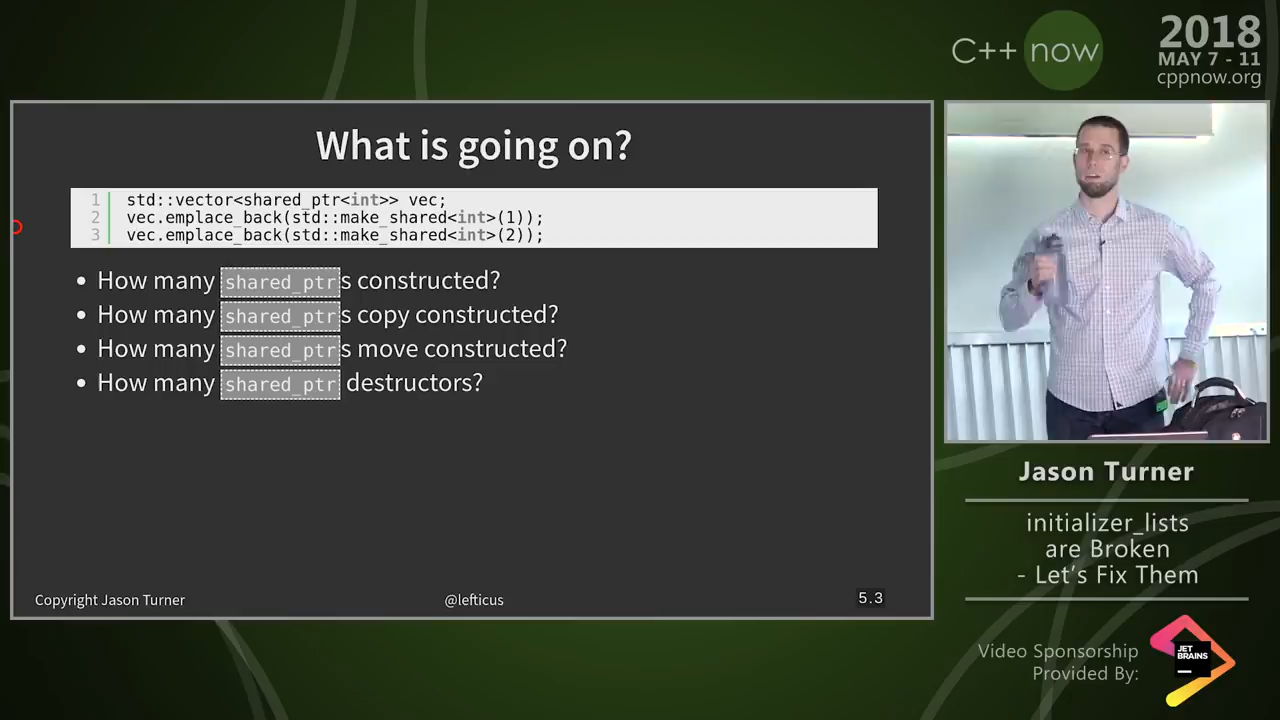 C++ now
2018
MAY 7 - 11
cppnow.org
What is going on?
1 std::vector<shared_ptr<int>> vec;
2 vec.emplace_back(std::make_shared<int>(1));
3 vec.emplace_back(std::make_shared<int>(2));
• How many shared_ptrs constructed?
• How many shared_ptrs copy constructed?
• How many shared_ptrs move constructed?
• How many shared_ptr destructors?
Copyright Jason Turner
@lefticus
5.3
Jason Turner
initializer_lists
are Broken
- Let's Fix Them
Video Sponsorship
Provided By:
JET
BRAINS